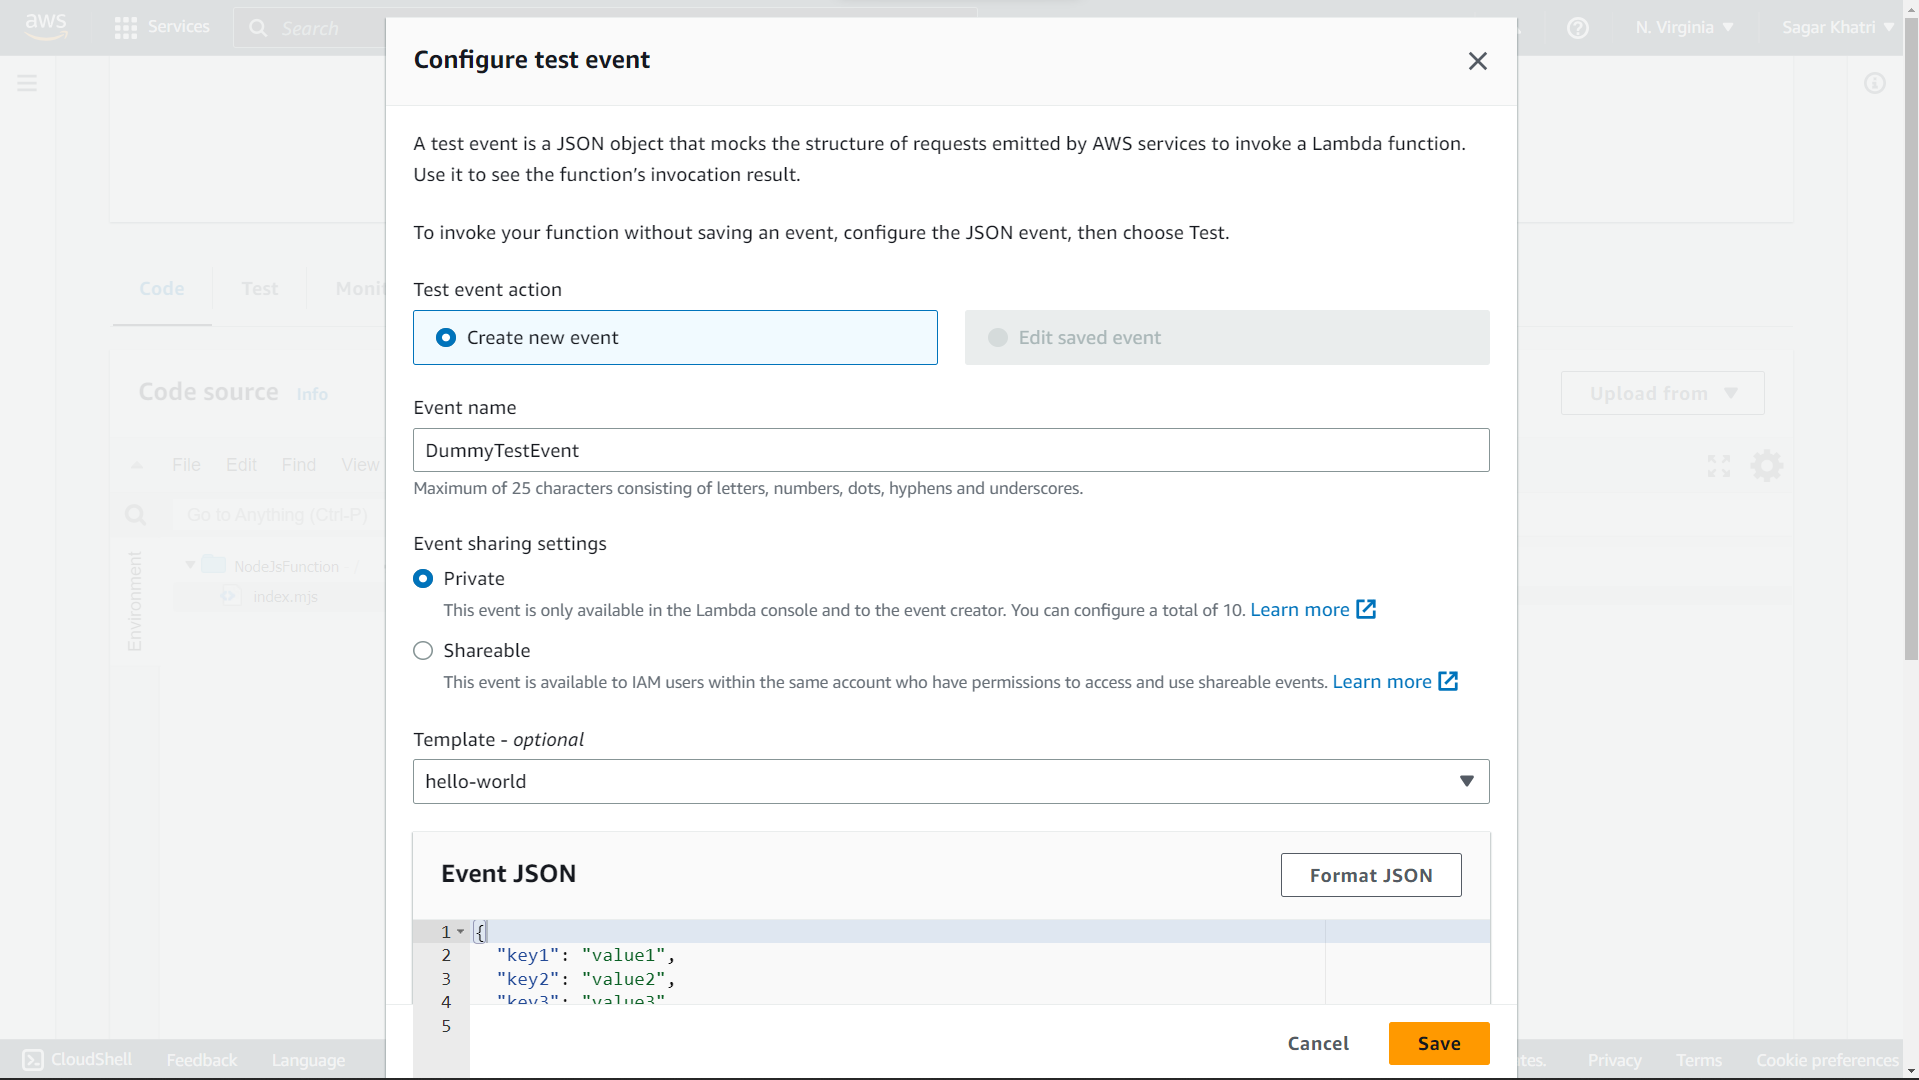 aws
Services
Search
N. Virginia
Sagar Khatri
Configure test event
A test event is a JSON object that mocks the structure of requests emitted by AWS services to invoke a Lambda function.
Use it to see the function’s invocation result.
To invoke your function without saving an event, configure the JSON event, then choose Test.
Code
Test
Monit
Test event action
Create new event
Edit saved event
Code source
Info
Upload from
Event name
DummyTestEvent
Maximum of 25 characters consisting of letters, numbers, dots, hyphens and underscores.
File Edit Find View
Go to Anything (Ctrl-P)
Environment
NodeJsFunction /
index.mjs
Event sharing settings
Private
This event is only available in the Lambda console and to the event creator. You can configure a total of 10. Learn more
Shareable
This event is available to IAM users within the same account who have permissions to access and use shareable events. Learn more
Template - optional
hello-world
Event JSON
Format JSON
1 {
2 "key1": "value1",
3 "key2": "value2",
4 "key3": "value3"
5
Cancel
Save
CloudShell
Feedback
Language
tes.
Privacy
Terms
Cookie preferences